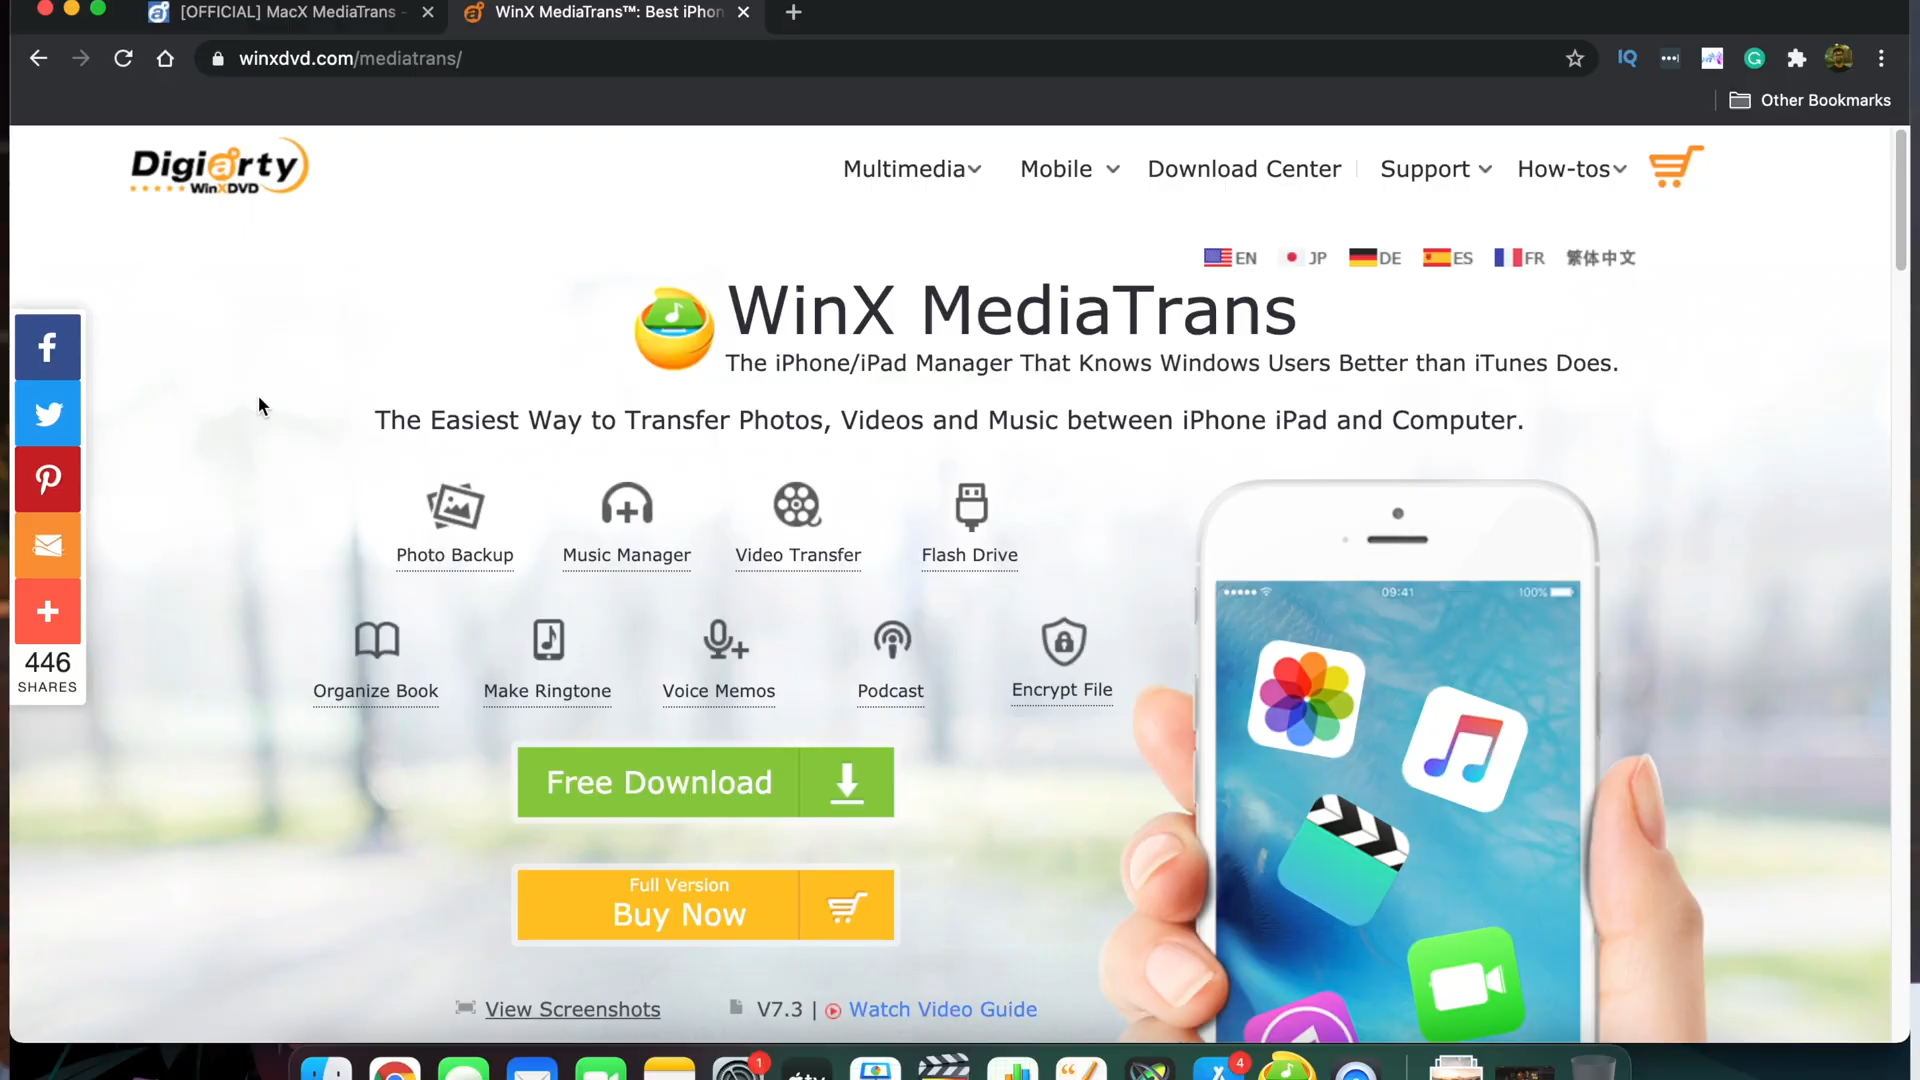 [OFFICIAL] MacX MediaTrans -
WinX MediaTrans™: Best iPhon
winxdvd.com/mediatrans/
Other Bookmarks
Digiarty
WinXDVD
Multimedia
Mobile
Download Center
Support
How-tos
EN
JP
DE
ES
FR
繁体中文
WinX MediaTrans
The iPhone/iPad Manager That Knows Windows Users Better than iTunes Does.
The Easiest Way to Transfer Photos, Videos and Music between iPhone iPad and Computer.
Photo Backup
Music Manager
Video Transfer
Flash Drive
Organize Book
Make Ringtone
Voice Memos
Podcast
Encrypt File
446
SHARES
Free Download
Full Version
Buy Now
View Screenshots
V7.3 |
Watch Video Guide
09:41
100%
1
tv
4